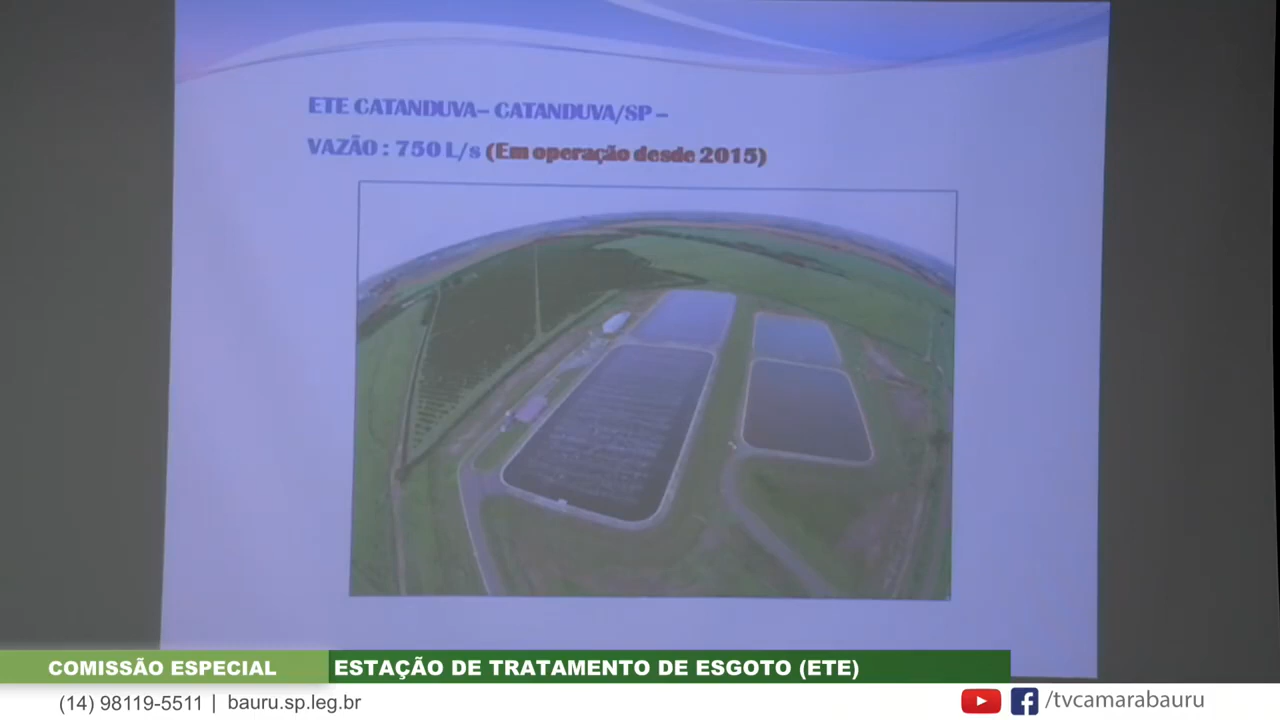 ETE CATANDUVA– CATANDUVA/SP –
VAZÃO : 750 L/s (Em operação desde 2015)
COMISSÃO ESPECIAL
ESTAÇÃO DE TRATAMENTO DE ESGOTO (ETE)
(14) 98119-5511 | bauru.sp.leg.br
/tvcamarabauru